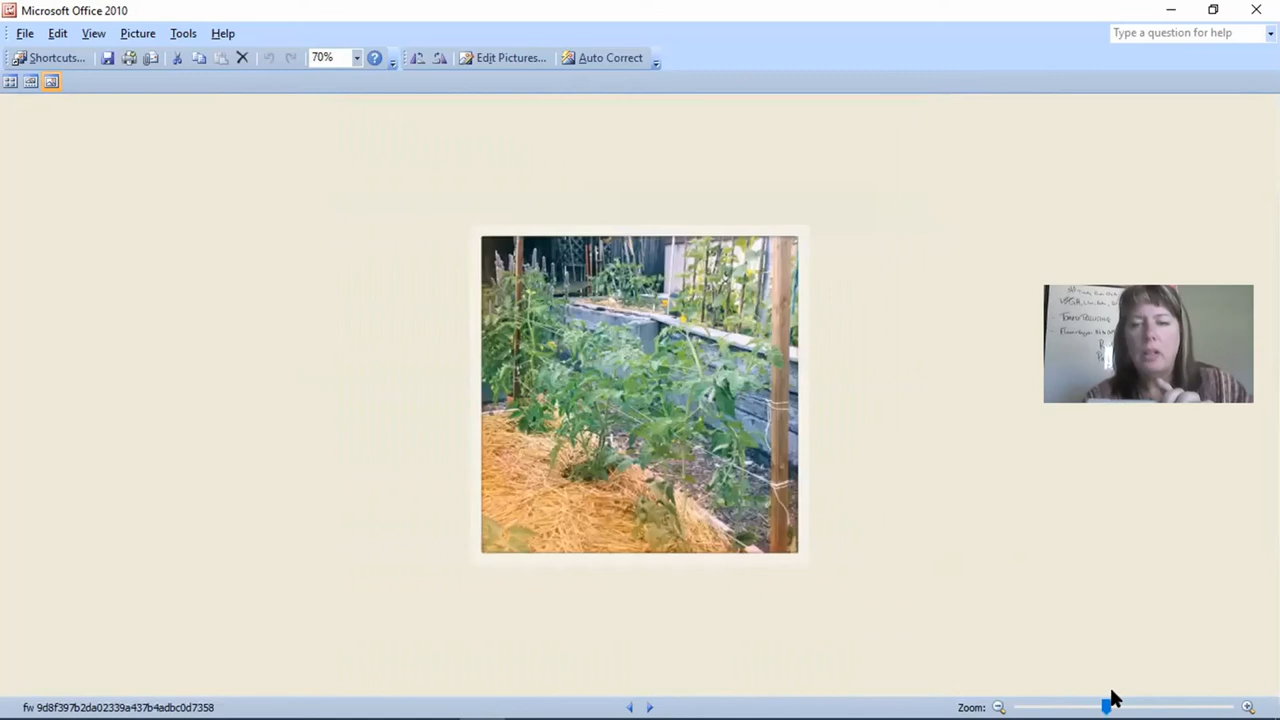 Microsoft Office 2010
File Edit View Picture Tools Help
Type a question for help
Shortcuts... 70% Edit Pictures... Auto Correct
fw 9d8f397b2da02339a437b4adbc0d7358
Zoom: